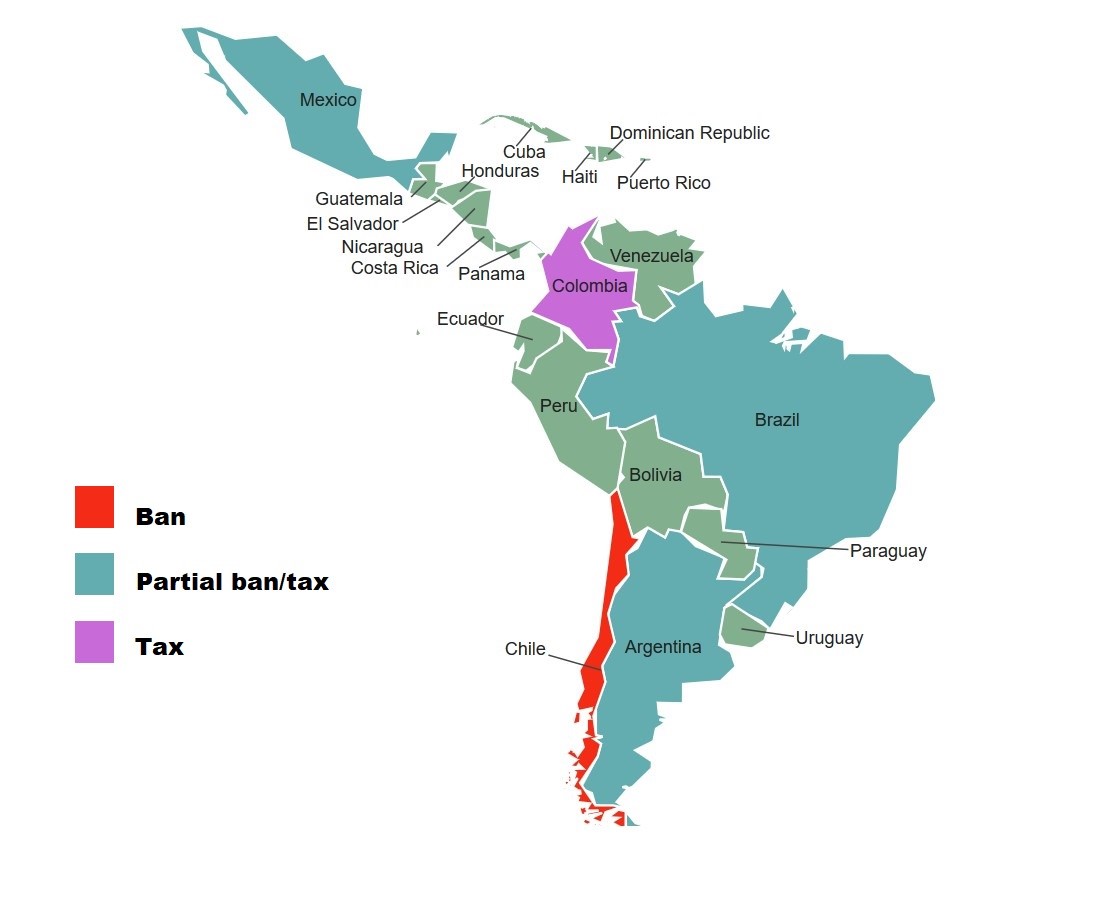 Mexico
Dominican Republic
Cuba
Honduras
Haiti
Puerto Rico
Guatemala
El Salvador
Nicaragua
Costa Rica
Panama
Venezuela
Colombia
Ecuador
Peru
Brazil
Bolivia
Ban
Paraguay
Partial ban/tax
Uruguay
Tax
Chile
Argentina